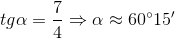 tgα = 7/4 ⇒ α ≈ 60°15′